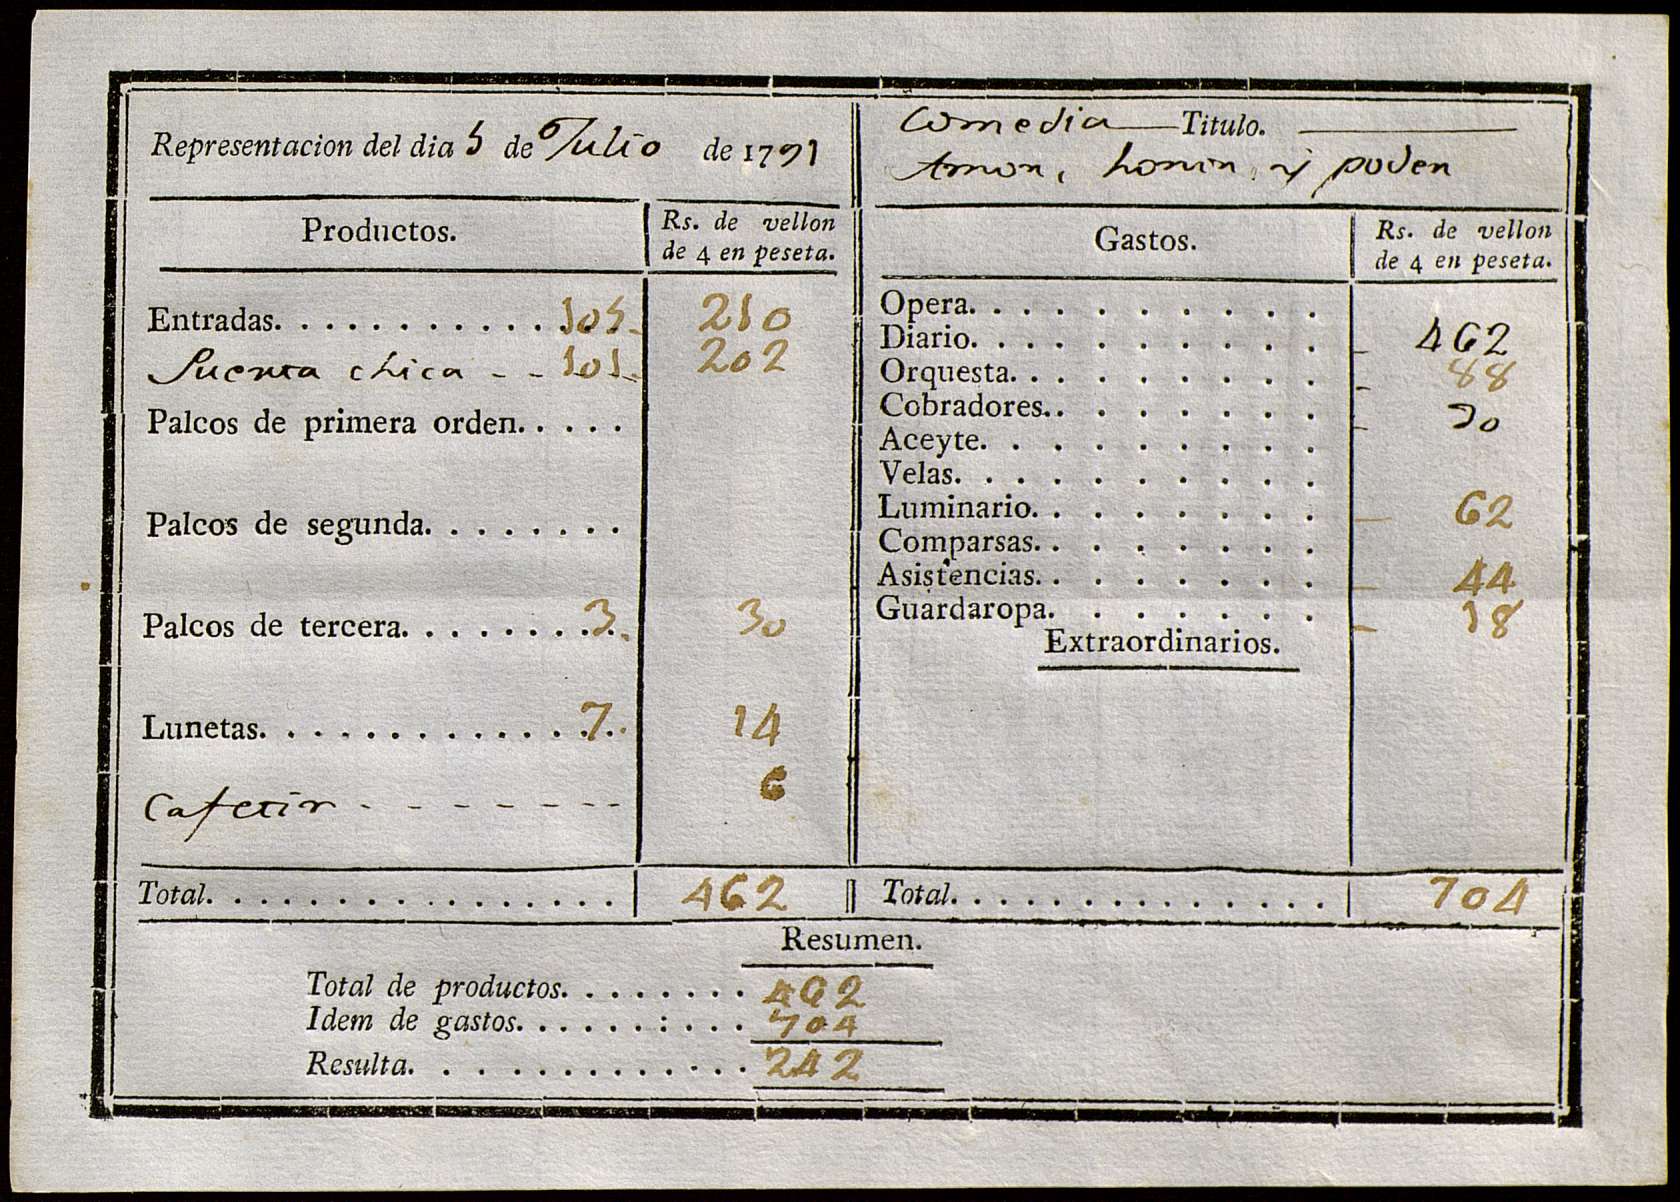 Representacion del dia 5 de Julio de 1791
Comedia Titulo.
Amor, honor, y poder
Productos.
Rs. de vellon
de 4 en peseta.
Entradas. . . . . . . . . . . . 105. 210
Puerta chica - - 101. 202
Palcos de primera orden. . . . .
Palcos de segunda. . . . . . . .
Palcos de tercera. . . . . . . . 3. 30
Lunetas. . . . . . . . . . . . . 7. 14
Cafetin - - - - - - - 6
Total. . . . . . . . . . . . . . . . 462
Gastos.
Rs. de vellon
de 4 en peseta.
Opera. . . . . . . . .
Diario. . . . . . . . . 462
Orquesta. . . . . . . . 88
Cobradores. . . . . . . . 30
Aceyte. . . . . . . . .
Velas. . . . . . . . . .
Luminario. . . . . . . . 62
Comparsas. . . . . . . .
Asistencias. . . . . . . . 44
Guardaropa. . . . . . . 18
Extraordinarios.
Total. . . . . . . . . . . . . . . 704
Resumen.
Total de productos. . . . . . . . 462
Idem de gastos. . . . . . : . . . 704
Resulta. . . . . . . . . . . . . 242